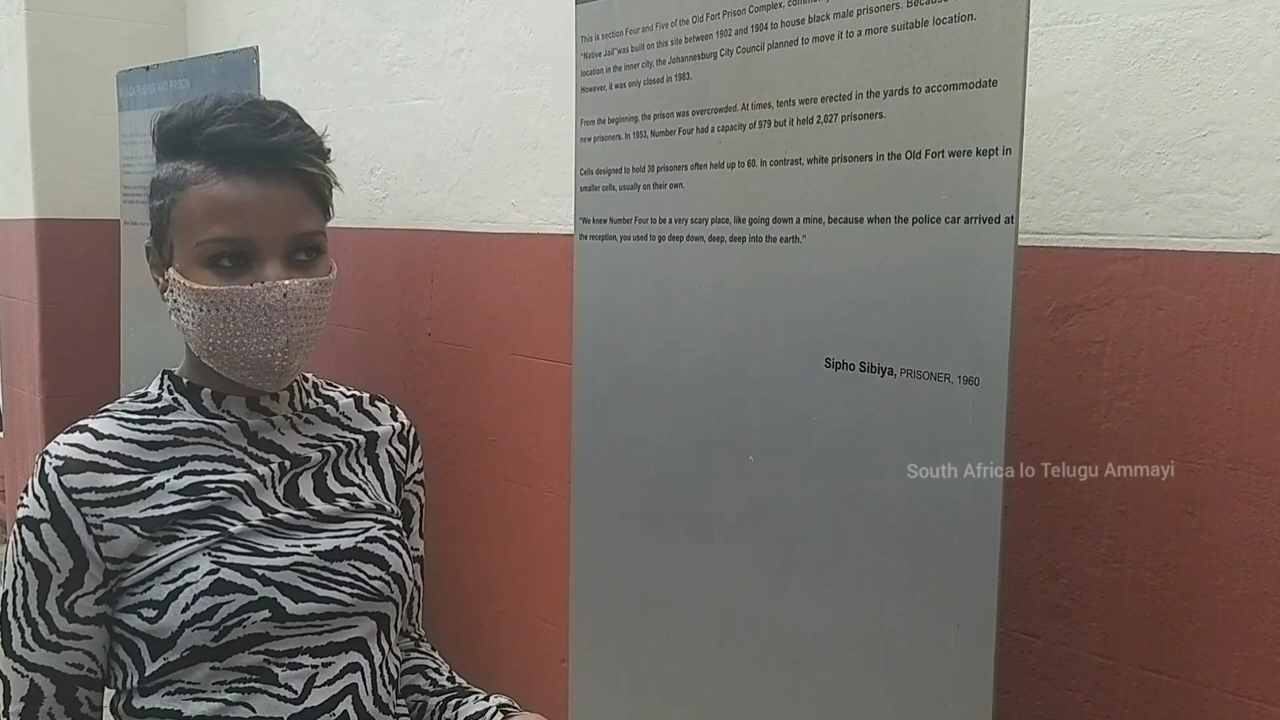 BLACK PEOPLE AND PRISON
This is section Four and Five of the Old Fort Prison Complex,
"Native Jail"was built on this site between 1902 and 1904 to house black male prisoners. Because
location in the inner city, the Johannesburg City Council planned to move it to a more suitable location.
However, it was only closed in 1983.
From the beginning, the prison was overcrowded. At times, tents were erected in the yards to accommodate
new prisoners. In 1953, Number Four had a capacity of 979 but it held 2,027 prisoners.
Cells designed to hold 30 prisoners often held up to 60. In contrast, white prisoners in the Old Fort were kept in
smaller cells, usually on their own.
"We knew Number Four to be a very scary place, like going down a mine, because when the police car arrived at
the reception, you used to go deep down, deep, deep into the earth."
Sipho Sibiya, PRISONER, 1960
South Africa lo Telugu Ammayi